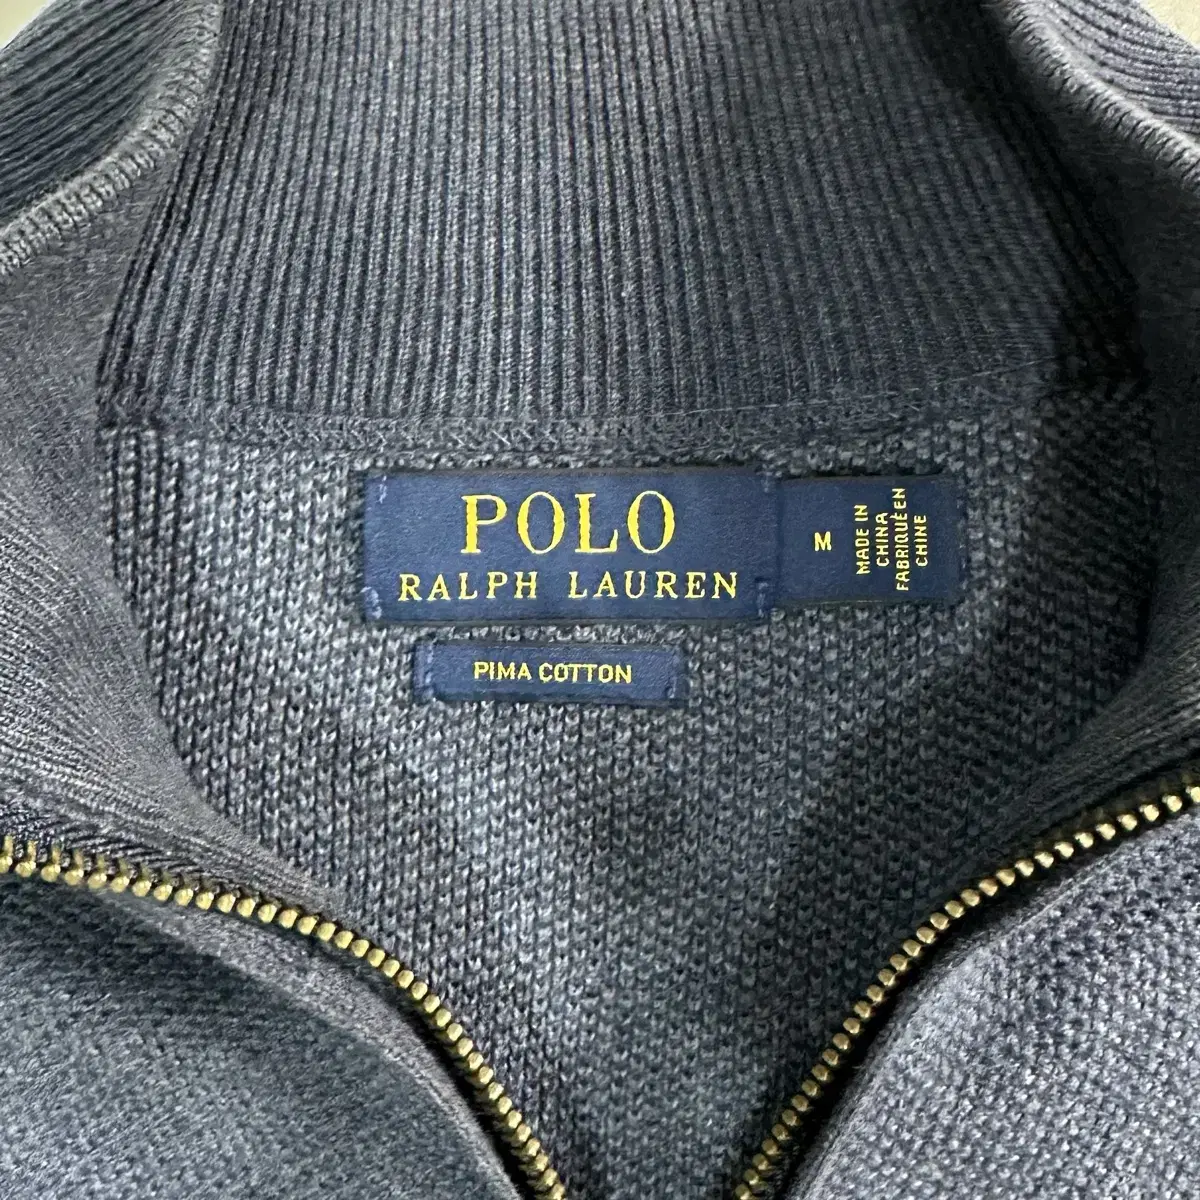 POLO
RALPH LAUREN
M
MADE IN
CHINA
FABRIQUÉ EN
CHINE
PIMA COTTON